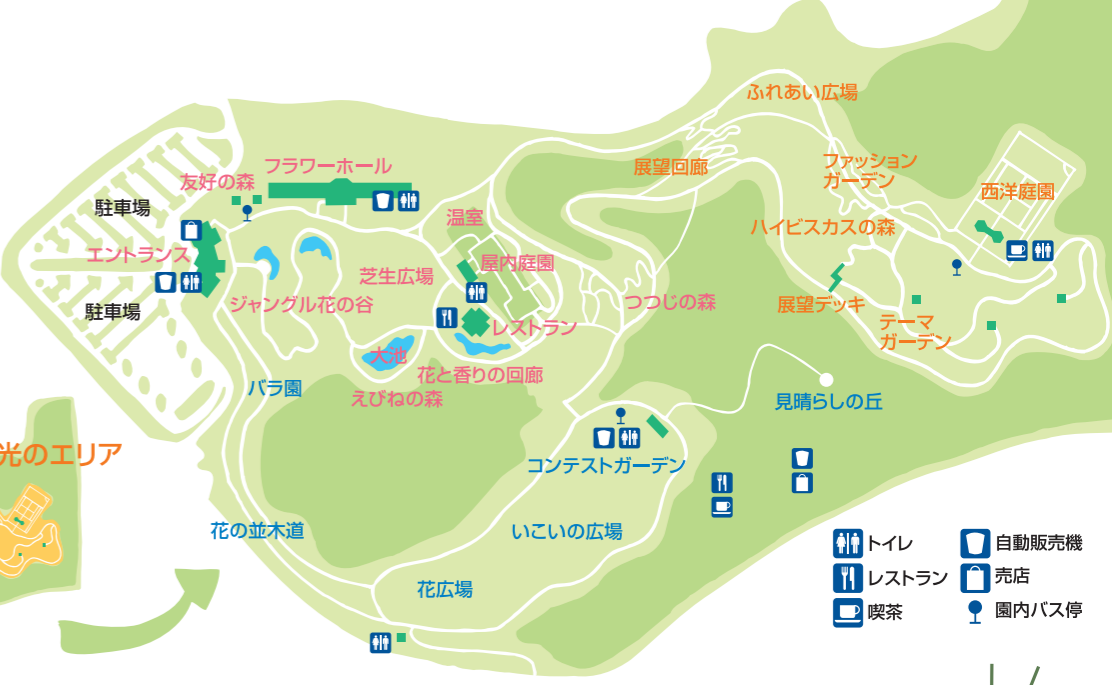 ふれあい広場
フラワーホール
展望回廊
ファッション
ガーデン
友好の森
西洋庭園
駐車場
温室
ハイビスカスの森
エントランス
屋内庭園
芝生広場
ジャングル花の谷
つつじの森
展望デッキ
駐車場
レストラン
テーマ
ガーデン
大池
花と香りの回廊
バラ園
えびねの森
見晴らしの丘
光のエリア
コンテストガーデン
花の並木道
いこいの広場
花広場
トイレ
自動販売機
レストラン
売店
喫茶
園内バス停